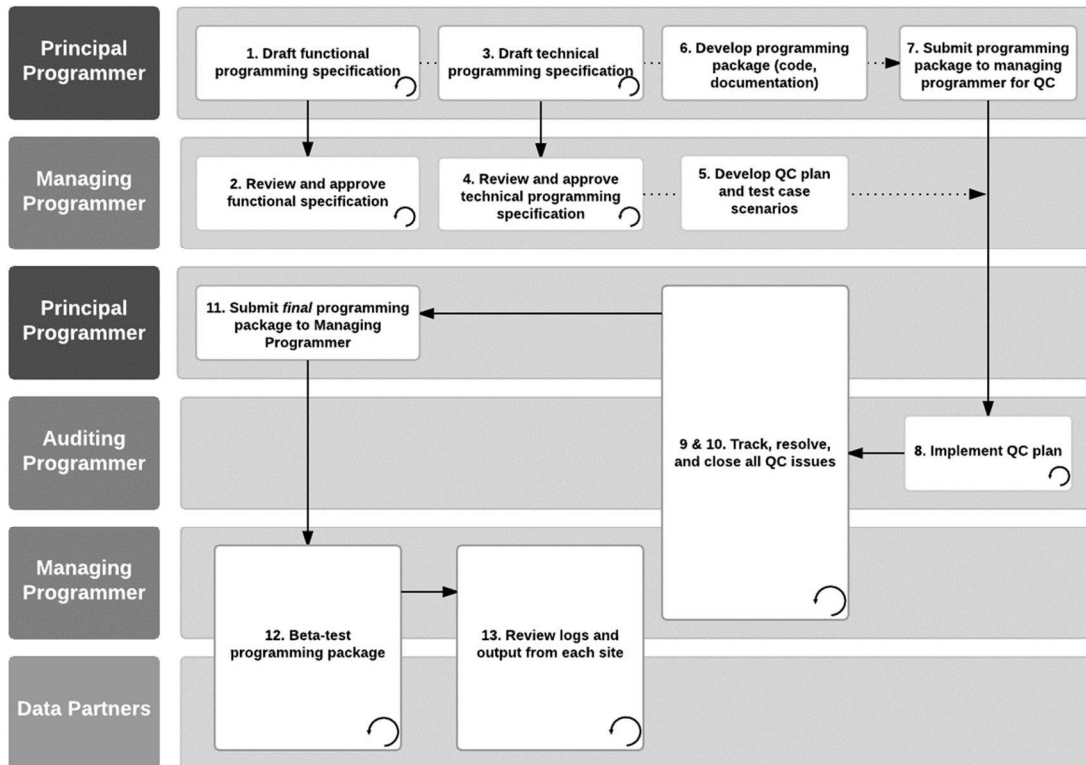 Principal
Programmer
1. Draft functional
programming specification
3. Draft technical
programming specification
6. Develop programming
package (code,
documentation)
7. Submit programming
package to managing
programmer for QC
Managing
Programmer
2. Review and approve
functional specification
4. Review and approve
technical programming
specification
5. Develop QC plan
and test case
scenarios
Principal
Programmer
11. Submit final programming
package to Managing
Programmer
Auditing
Programmer
9 & 10. Track, resolve,
and close all QC issues
8. Implement QC plan
Managing
Programmer
12. Beta-test
programming package
13. Review logs and
output from each site
Data Partners